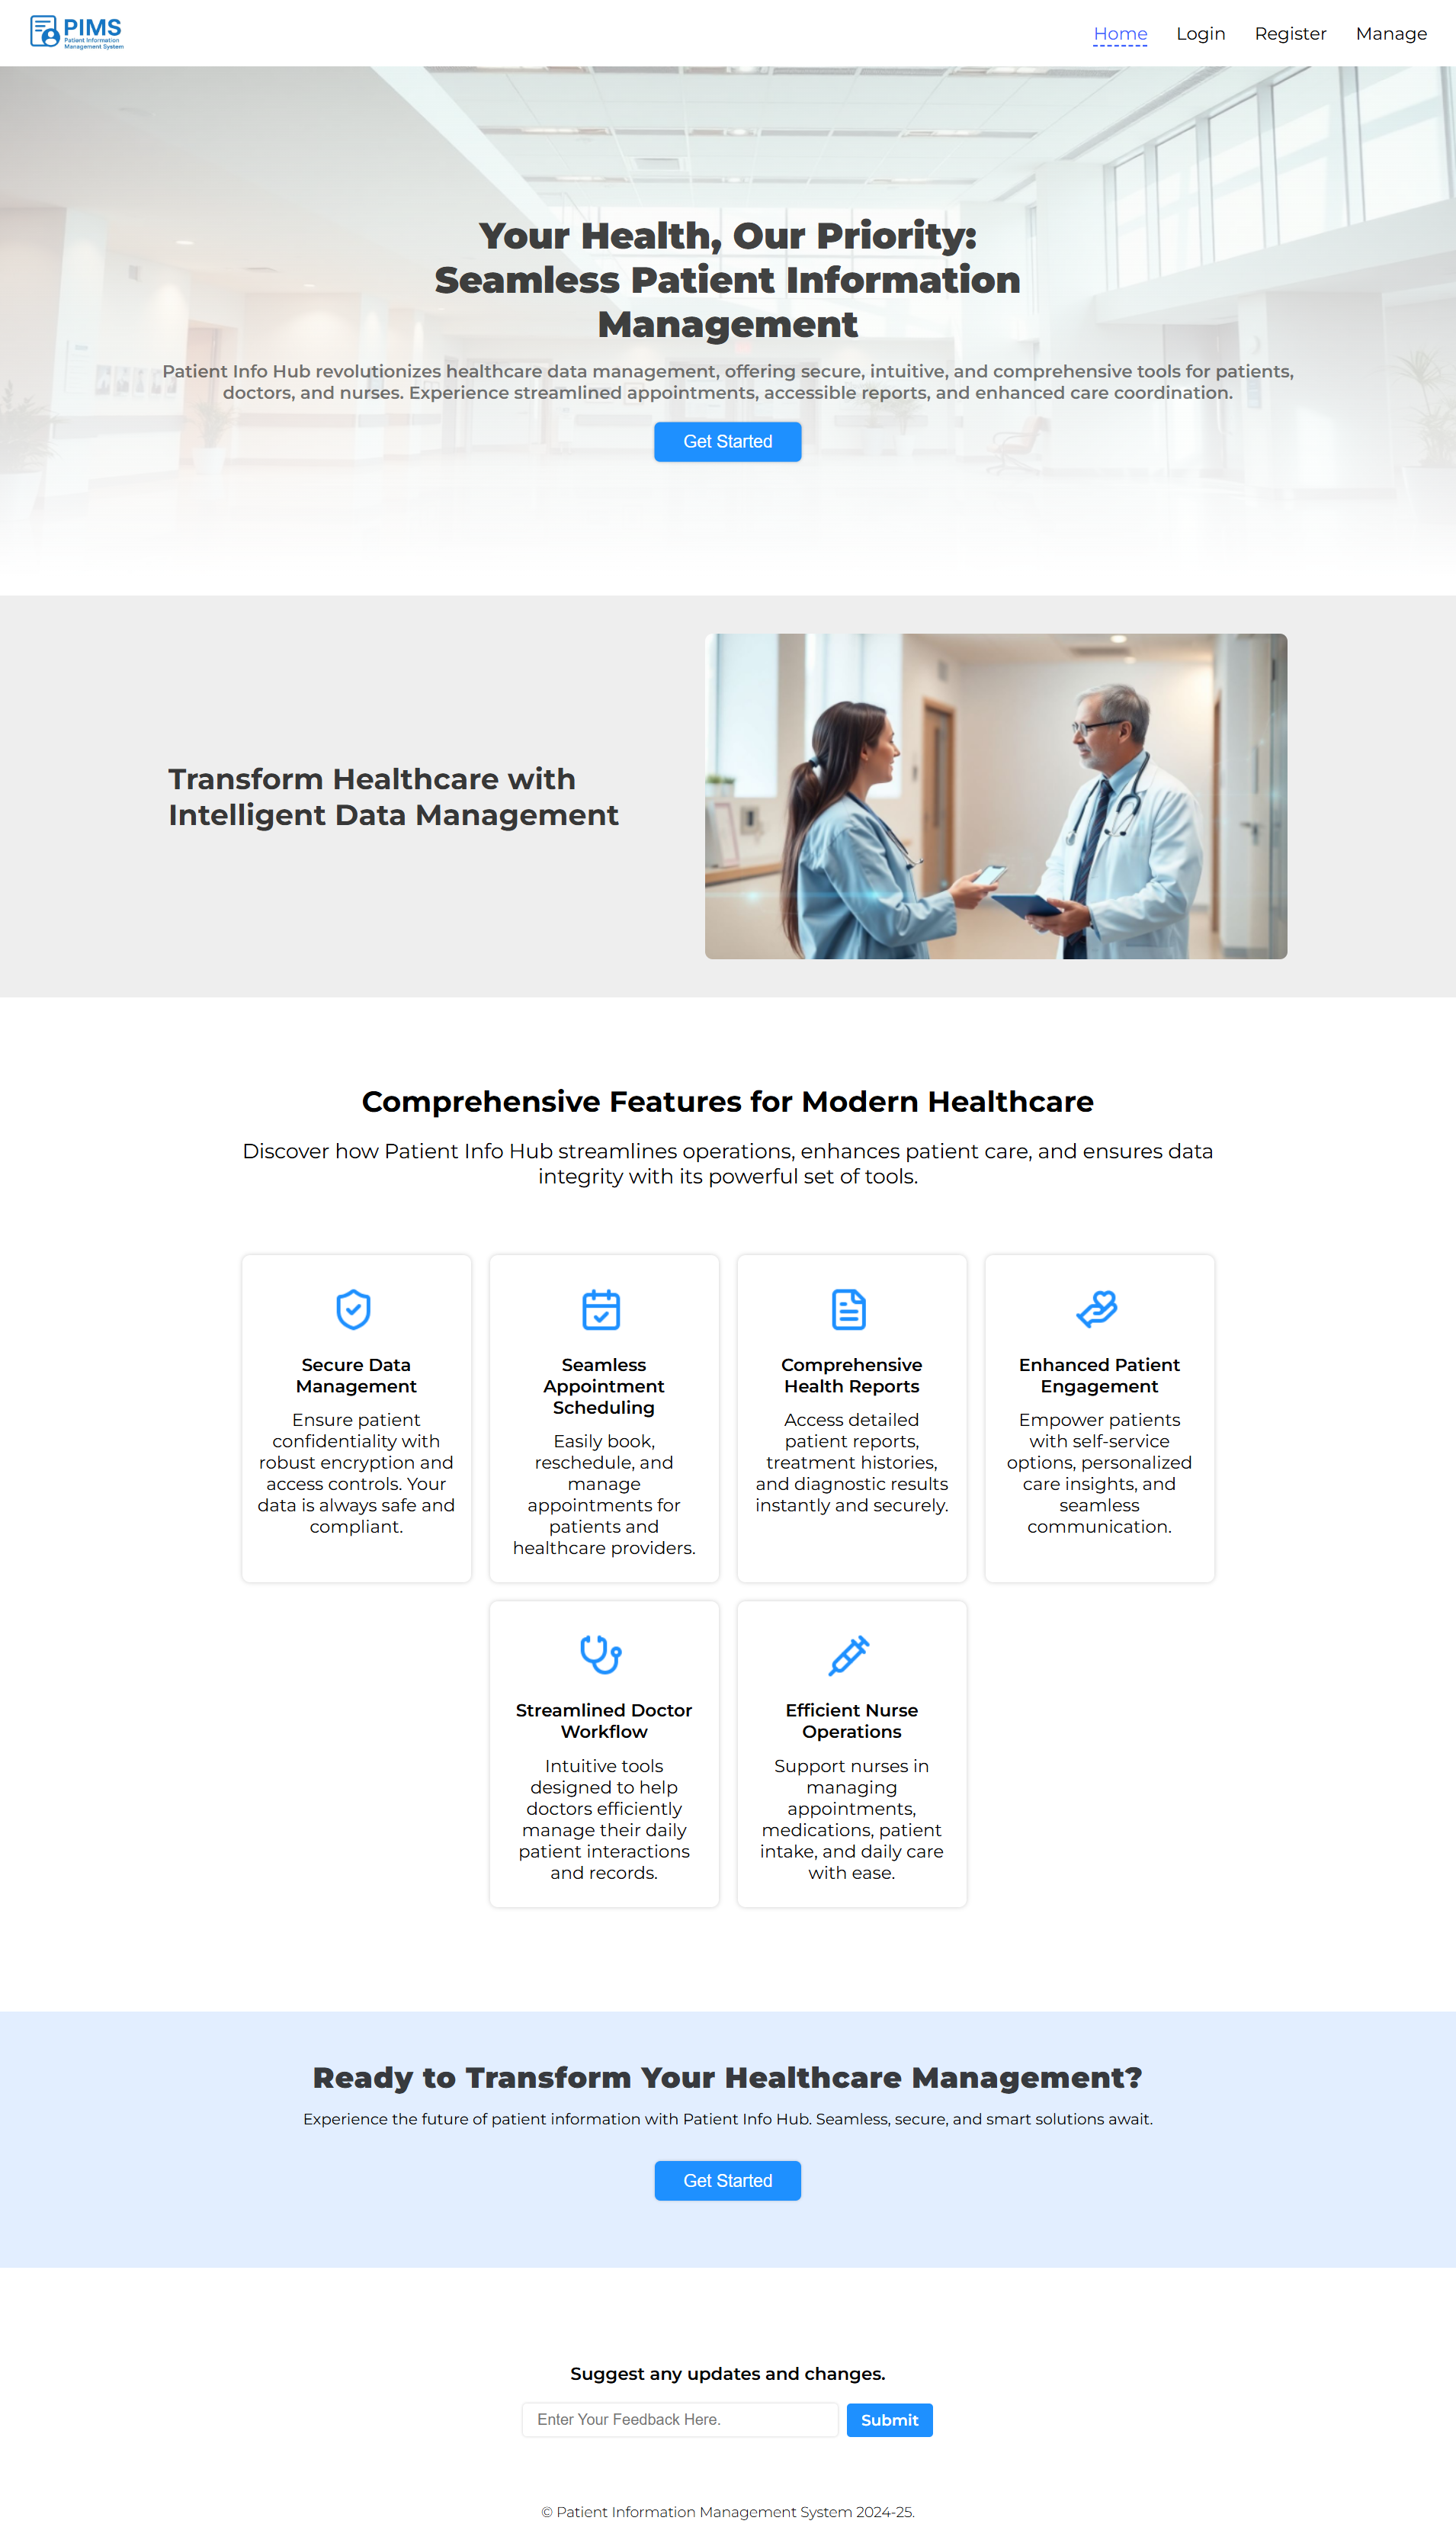 PIMS
Patient Information
Management System
Home Login Register Manage
Your Health, Our Priority:
Seamless Patient Information
Management
Patient Info Hub revolutionizes healthcare data management, offering secure, intuitive, and comprehensive tools for patients,
doctors, and nurses. Experience streamlined appointments, accessible reports, and enhanced care coordination.
Get Started
Transform Healthcare with
Intelligent Data Management
Comprehensive Features for Modern Healthcare
Discover how Patient Info Hub streamlines operations, enhances patient care, and ensures data
integrity with its powerful set of tools.
Secure Data
Management
Ensure patient
confidentiality with
robust encryption and
access controls. Your
data is always safe and
compliant.
Seamless
Appointment
Scheduling
Easily book,
reschedule, and
manage
appointments for
patients and
healthcare providers.
Comprehensive
Health Reports
Access detailed
patient reports,
treatment histories,
and diagnostic results
instantly and securely.
Enhanced Patient
Engagement
Empower patients
with self-service
options, personalized
care insights, and
seamless
communication.
Streamlined Doctor
Workflow
Intuitive tools
designed to help
doctors efficiently
manage their daily
patient interactions
and records.
Efficient Nurse
Operations
Support nurses in
managing
appointments,
medications, patient
intake, and daily care
with ease.
Ready to Transform Your Healthcare Management?
Experience the future of patient information with Patient Info Hub. Seamless, secure, and smart solutions await.
Get Started
Suggest any updates and changes.
Enter Your Feedback Here.
Submit
© Patient Information Management System 2024-25.